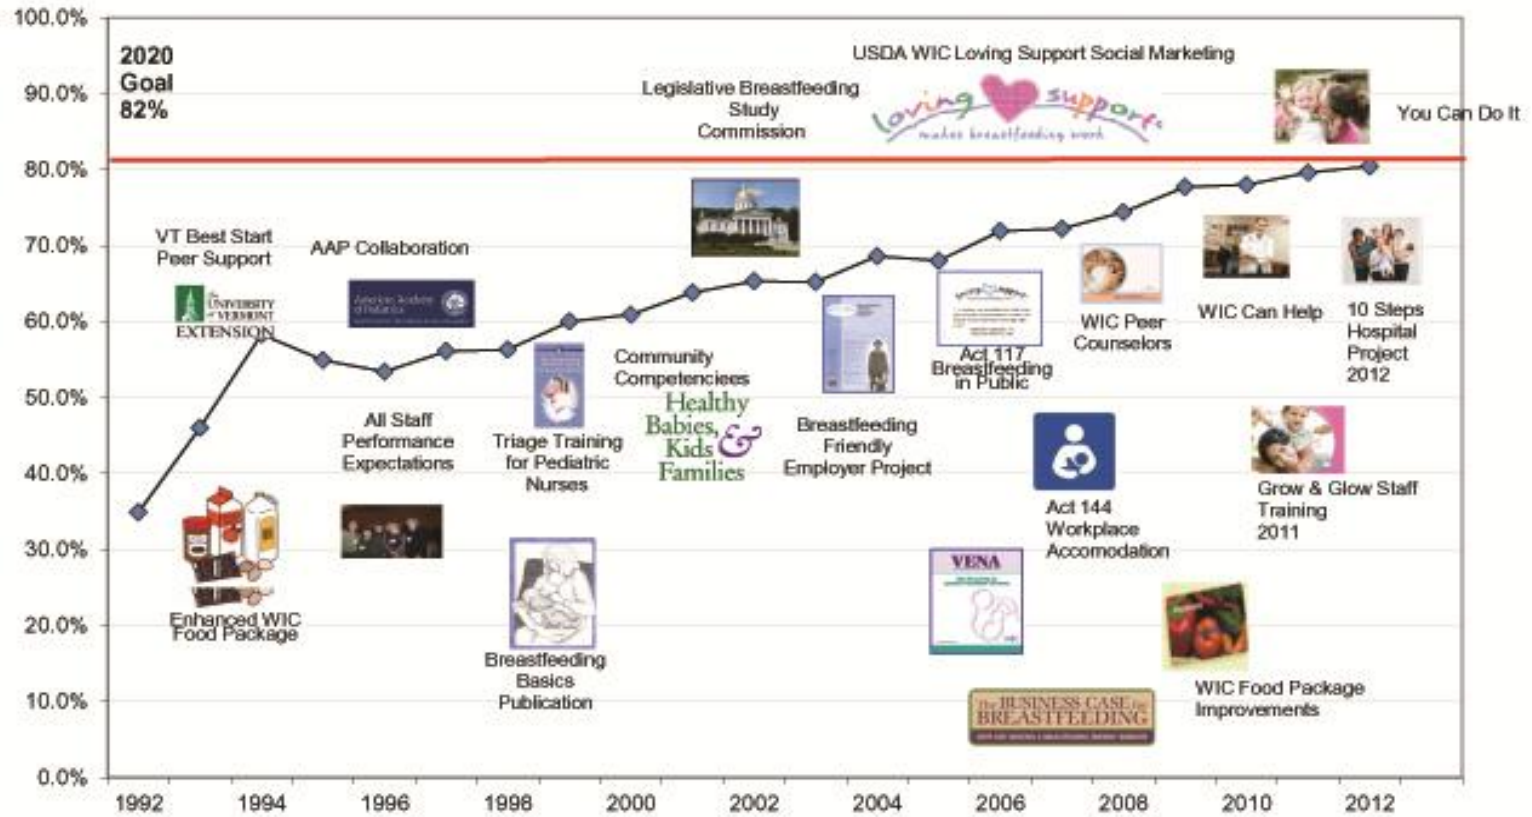 100.0%
90.0%
80.0%
70.0%
60.0%
50.0%
40.0%
30.0%
20.0%
10.0%
0.0%
2020
Goal
82%
USDA WIC Loving Support Social Marketing
Legislative Breastfeeding
Study
Commission
loving support
makes breastfeeding work
You Can Do It
VT Best Start
Peer Support
The
UNIVERSITY
of VERMONT
EXTENSION
AAP Collaboration
American Academy
of Pediatrics
All Staff
Performance
Expectations
Enhanced WIC
Food Package
Triage Training
for Pediatric
Nurses
Breastfeeding
Basics
Publication
Community
Competenciees
Healthy
Babies,
Kids &
Families
Breastfeeding
Friendly
Employer Project
Act 117
Breastfeeding
in Public
WIC Peer
Counselors
WIC Can Help
10 Steps
Hospital
Project
2012
Act 144
Workplace
Accomodation
Grow & Glow Staff
Training
2011
VENA
The BUSINESS CASE for
BREASTFEEDING
WIC Food Package
Improvements
1992 1994 1996 1998 2000 2002 2004 2006 2008 2010 2012